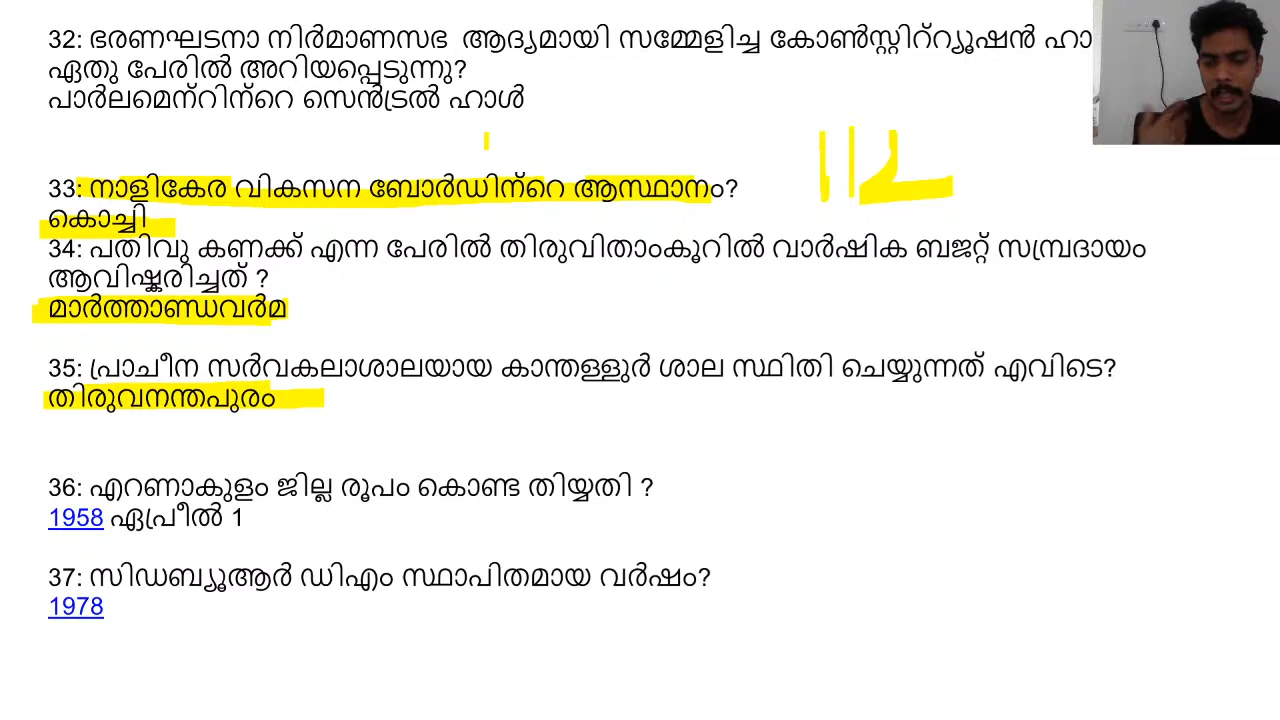 32: ഭരണഘടനാ നിർമാണസഭ ആദ്യമായി സമ്മേളിച്ച കോൺസ്റ്റിറ്റ്യൂഷൻ ഹാ
ഏതു പേരിൽ അറിയപ്പെടുന്നു?
പാർലമെന്റിന്റെ സെൻട്രൽ ഹാൾ
112
33: നാളികേര വികസന ബോർഡിന്റെ ആസ്ഥാനം?
കൊച്ചി
34: പതിവു കണക്ക് എന്ന പേരിൽ തിരുവിതാംകൂറിൽ വാർഷിക ബജറ്റ് സമ്പ്രദായം
ആവിഷ്കരിച്ചത് ?
മാർത്താണ്ഡവർമ
35: പ്രാചീന സർവകലാശാലയായ കാന്തള്ളുർ ശാല സ്ഥിതി ചെയ്യുന്നത് എവിടെ?
തിരുവനന്തപുരം
36: എറണാകുളം ജില്ല രൂപം കൊണ്ട തിയ്യതി ?
1958 ഏപ്രീൽ 1
37: സിഡബ്യൂആർ ഡിഎം സ്ഥാപിതമായ വർഷം?
1978